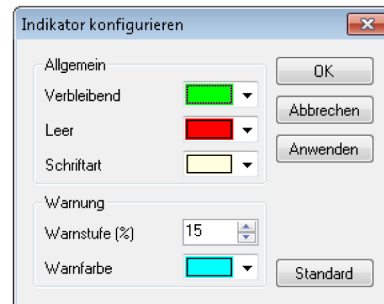 Indikator konfigurieren
Allgemein
Verbleibend
Leer
Schriftart
Warnung
Warnstufe (%)
15
Warnfarbe
OK
Abbrechen
Anwenden
Standard